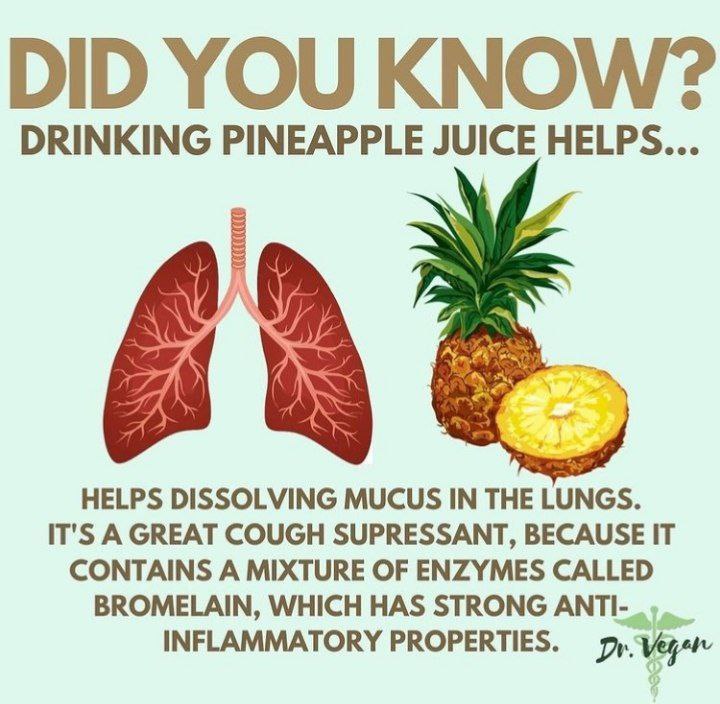 DID YOU KNOW?
DRINKING PINEAPPLE JUICE HELPS...
HELPS DISSOLVING MUCUS IN THE LUNGS.
IT'S A GREAT COUGH SUPRESSANT, BECAUSE IT
CONTAINS A MIXTURE OF ENZYMES CALLED
BROMELAIN, WHICH HAS STRONG ANTI-
INFLAMMATORY PROPERTIES.
Dr. Vegan